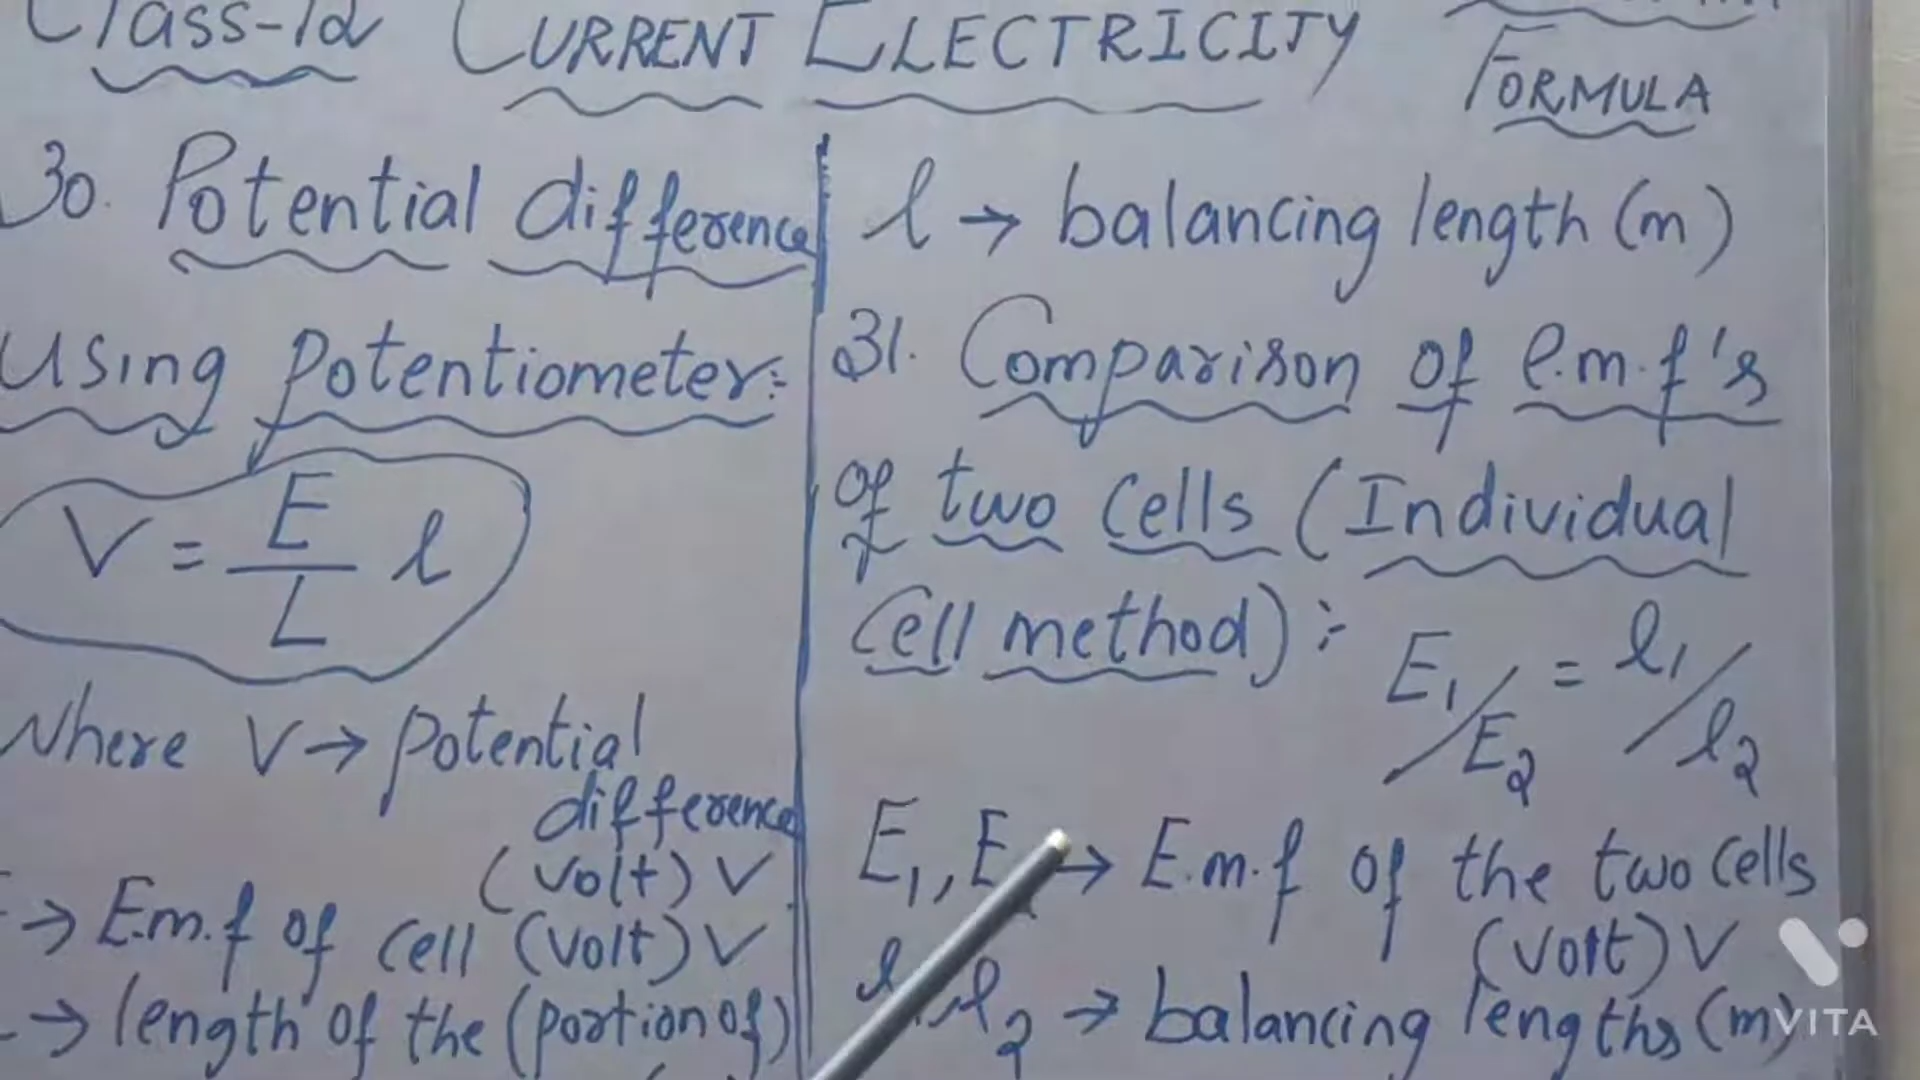 Class-12 CURRENT ELECTRICITY
FORMULA
30. Potential difference
Using potentiometer:-
V = E/L l
Where V → potential
difference
(volt) V
→ E.m.f of cell (volt) V
→ length of the (portion of)
l → balancing length (m)
31. Comparison of e.m.f's
of two cells (Individual
Cell method) :-
E1/E2 = l1/l2
E1, E → E.m.f of the two cells
(volt) V
l, l2 → balancing lengths (m)
VITA